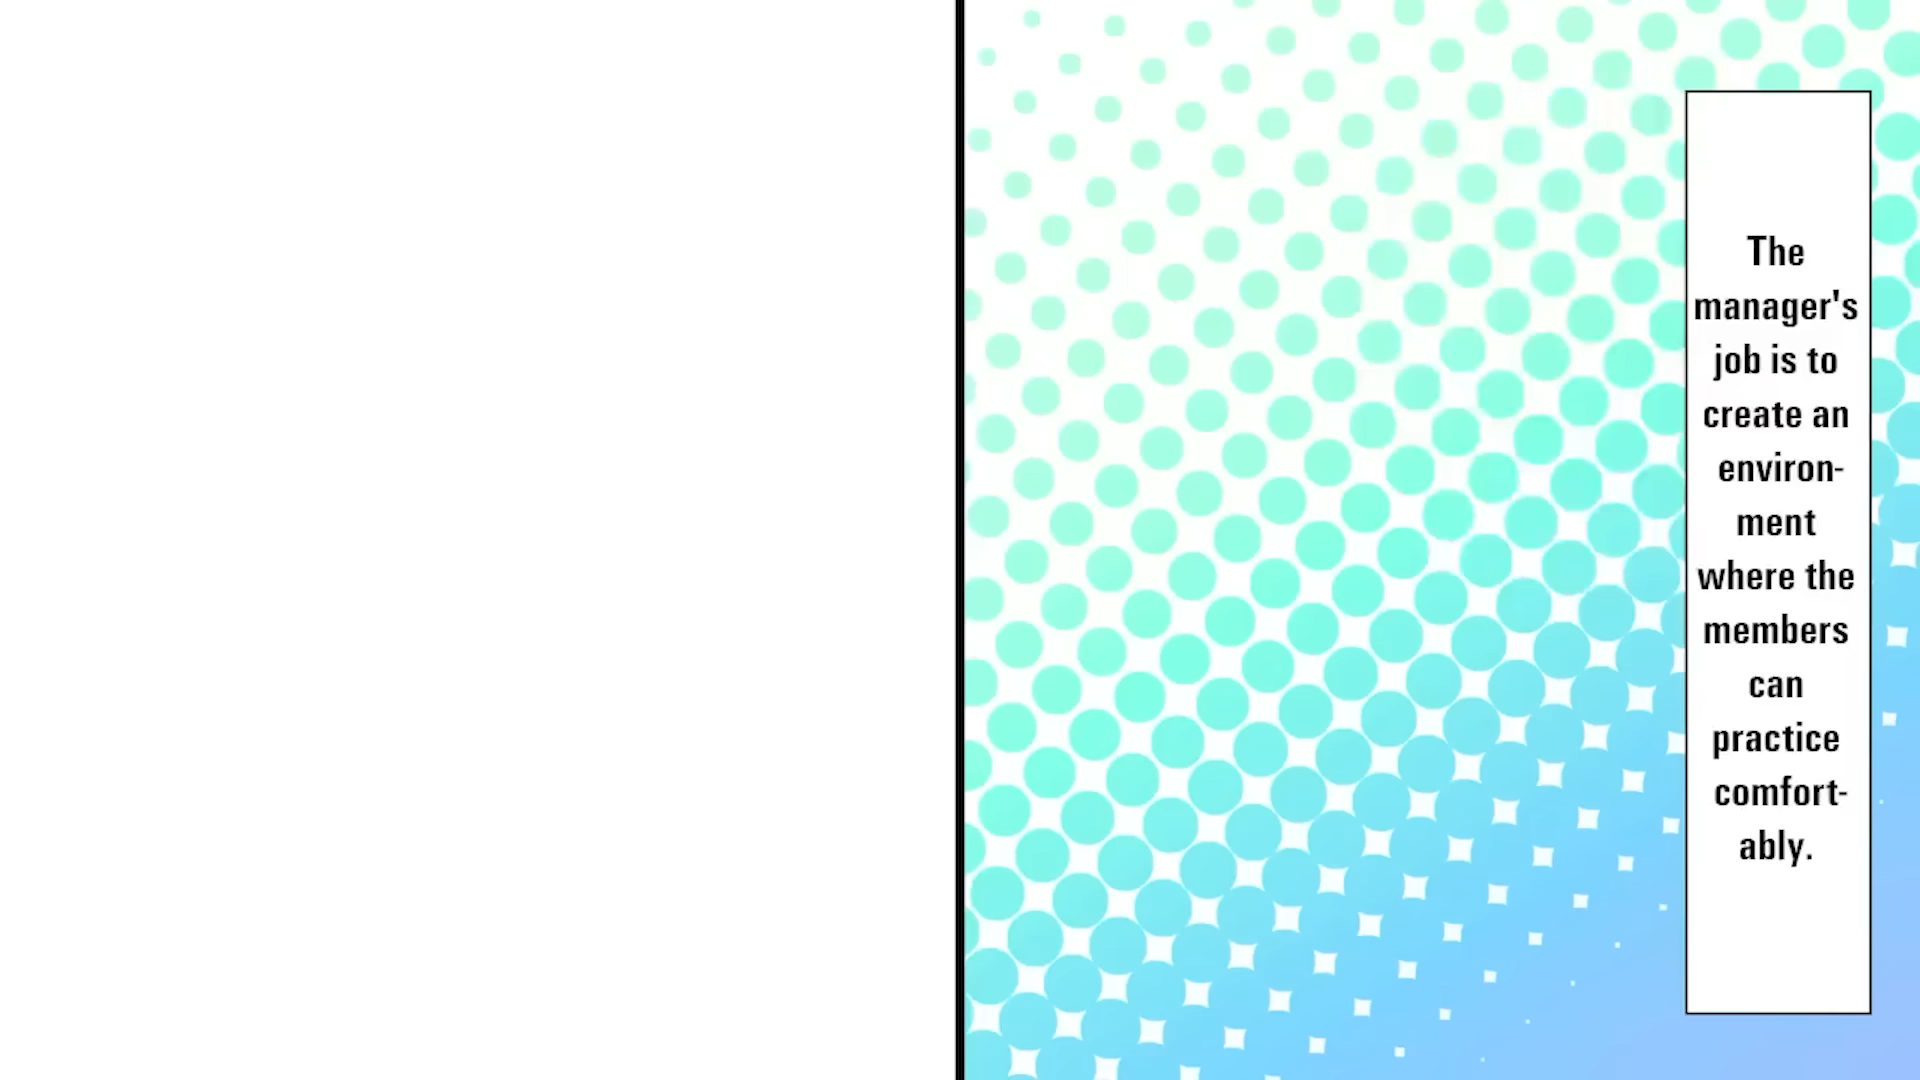 The
manager's
job is to
create an
environ-
ment
where the
members
can
practice
comfort-
ably.